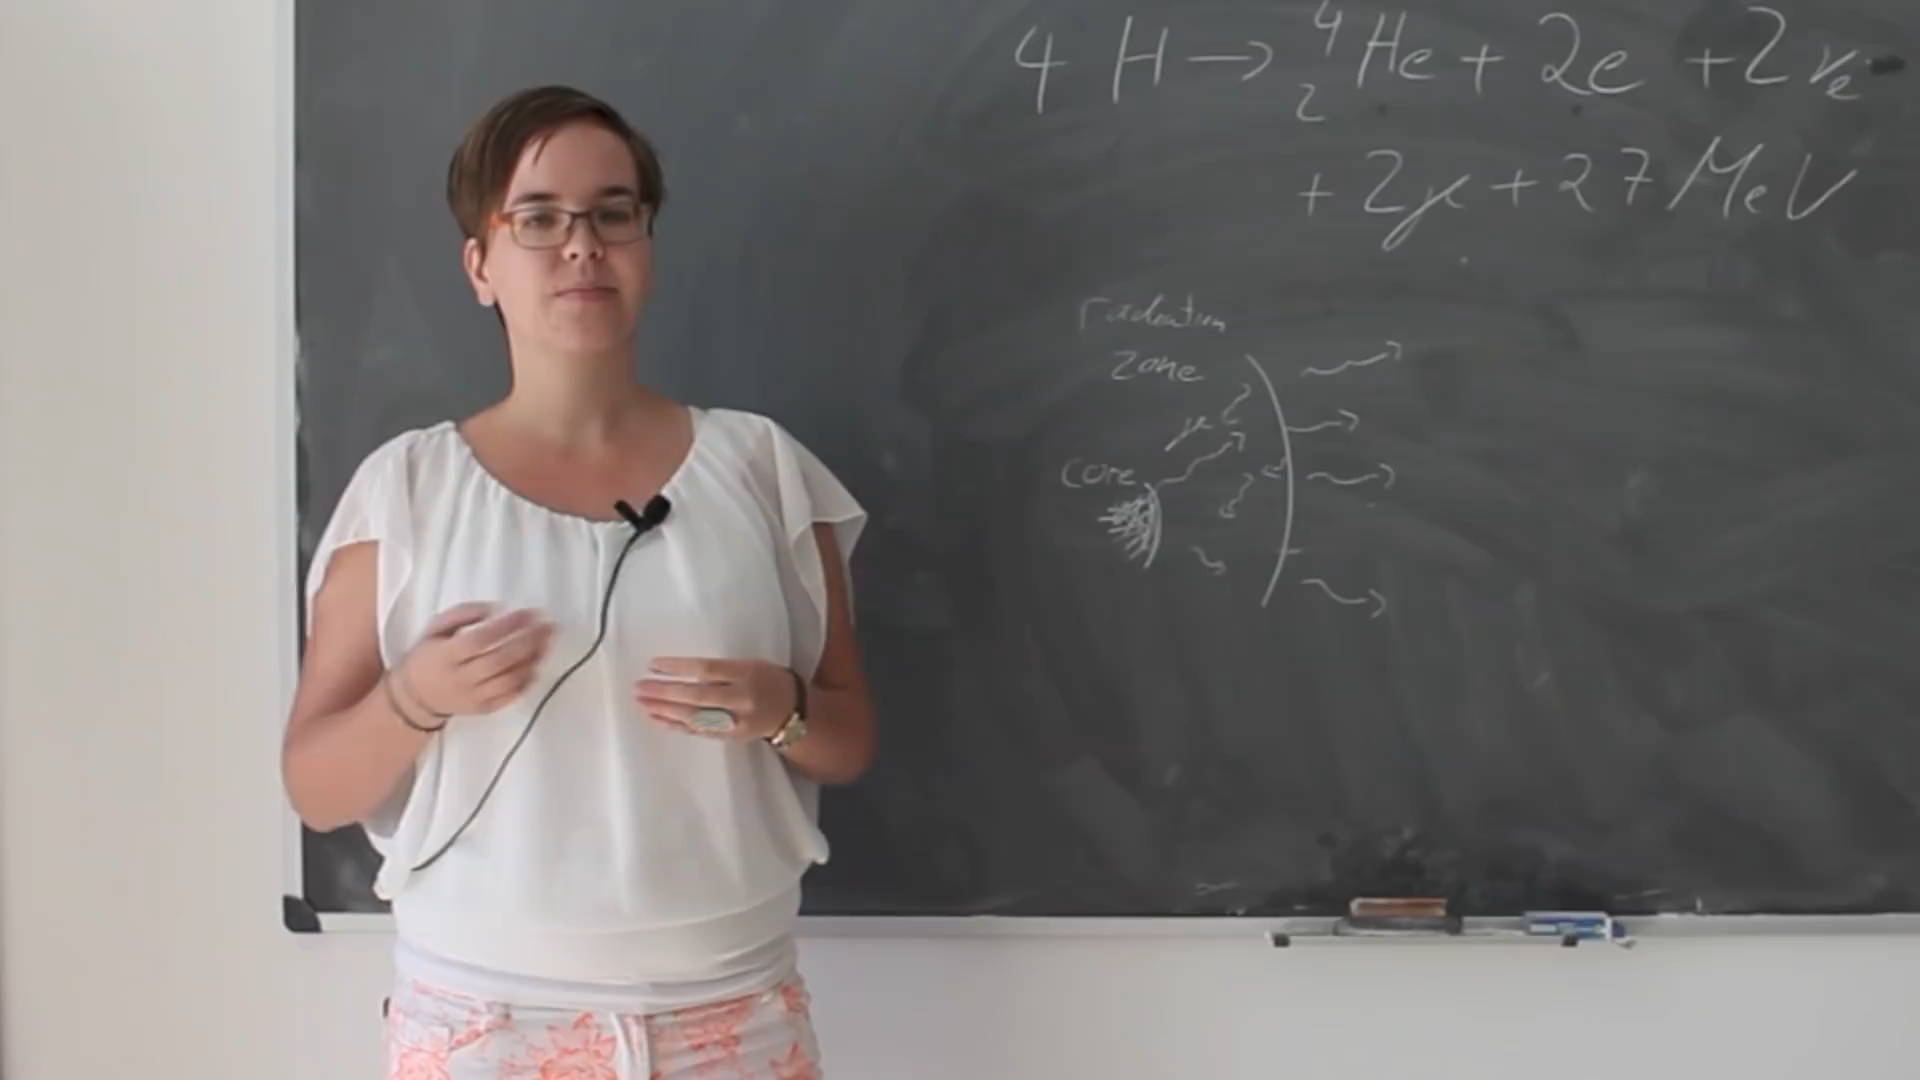 4 H → ⁴₂He + 2e + 2νₑ
+ 2γ + 27 MeV
radiation
zone
γ
core